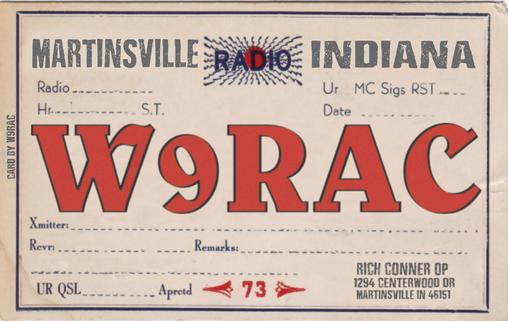 MARTINSVILLE RADIO INDIANA
Radio Ur MC Sigs RST
Hr S.T. Date
W9RAC
CARD BY W9RAC
Xmitter:
Rcvr: Remarks:
RICH CONNER OP
1294 CENTERWOOD DR
MARTINSVILLE IN 46151
UR QSL Aprctd 73